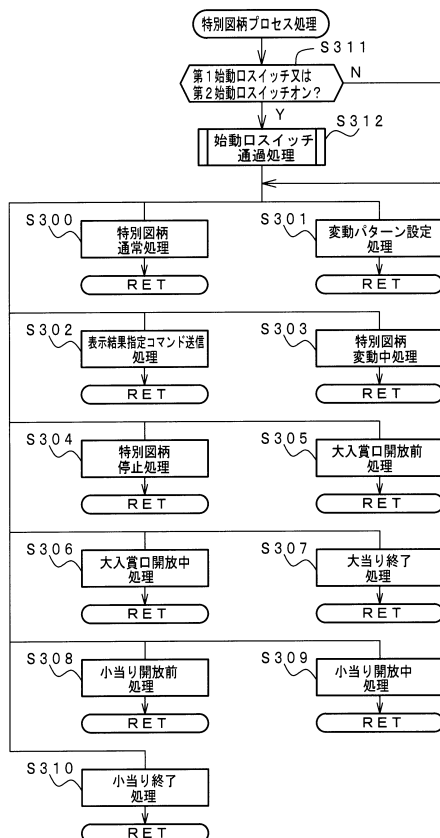 特別図柄プロセス処理
S311
第1始動口スイッチ又は
第2始動口スイッチオン?
N
Y
S312
始動口スイッチ
通過処理
S300
特別図柄
通常処理
RET
S301
変動パターン設定
処理
RET
S302
表示結果指定コマンド送信
処理
RET
S303
特別図柄
変動中処理
RET
S304
特別図柄
停止処理
RET
S305
大入賞口開放前
処理
RET
S306
大入賞口開放中
処理
RET
S307
大当り終了
処理
RET
S308
小当り開放前
処理
RET
S309
小当り開放中
処理
RET
S310
小当り終了
処理
RET